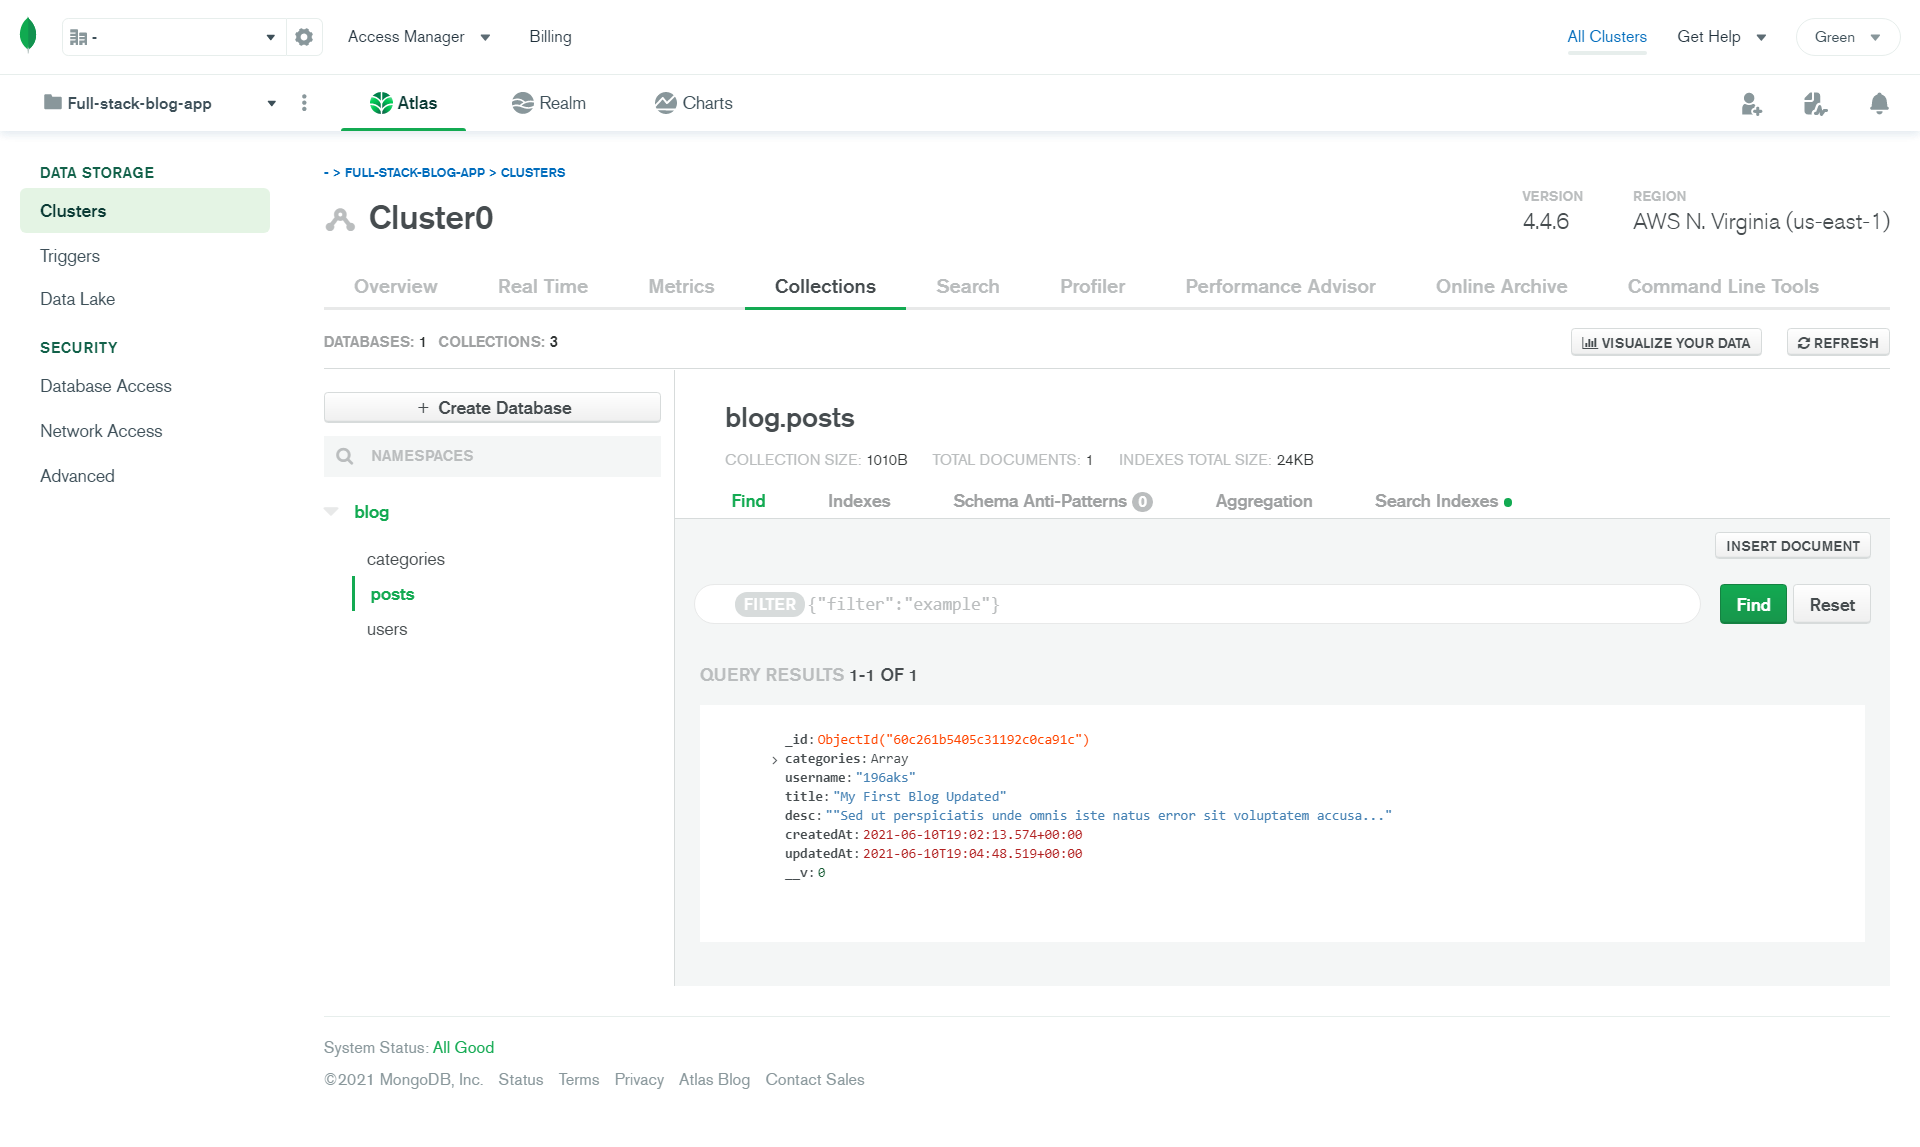 -
Access Manager
Billing
All Clusters
Get Help
Green
Full-stack-blog-app
Atlas
Realm
Charts
DATA STORAGE
Clusters
Triggers
Data Lake
SECURITY
Database Access
Network Access
Advanced
- > FULL-STACK-BLOG-APP > CLUSTERS
Cluster0
VERSION
4.4.6
REGION
AWS N. Virginia (us-east-1)
Overview
Real Time
Metrics
Collections
Search
Profiler
Performance Advisor
Online Archive
Command Line Tools
DATABASES: 1 COLLECTIONS: 3
VISUALIZE YOUR DATA
REFRESH
+ Create Database
NAMESPACES
blog
categories
posts
users
blog.posts
COLLECTION SIZE: 1010B TOTAL DOCUMENTS: 1 INDEXES TOTAL SIZE: 24KB
Find
Indexes
Schema Anti-Patterns 0
Aggregation
Search Indexes
INSERT DOCUMENT
FILTER {"filter":"example"}
Find
Reset
QUERY RESULTS 1-1 OF 1
_id: ObjectId("60c261b5405c31192c0ca91c")
categories: Array
username: "196aks"
title: "My First Blog Updated"
desc: ""Sed ut perspiciatis unde omnis iste natus error sit voluptatem accusa..."
createdAt: 2021-06-10T19:02:13.574+00:00
updatedAt: 2021-06-10T19:04:48.519+00:00
__v: 0
System Status: All Good
©2021 MongoDB, Inc. Status Terms Privacy Atlas Blog Contact Sales